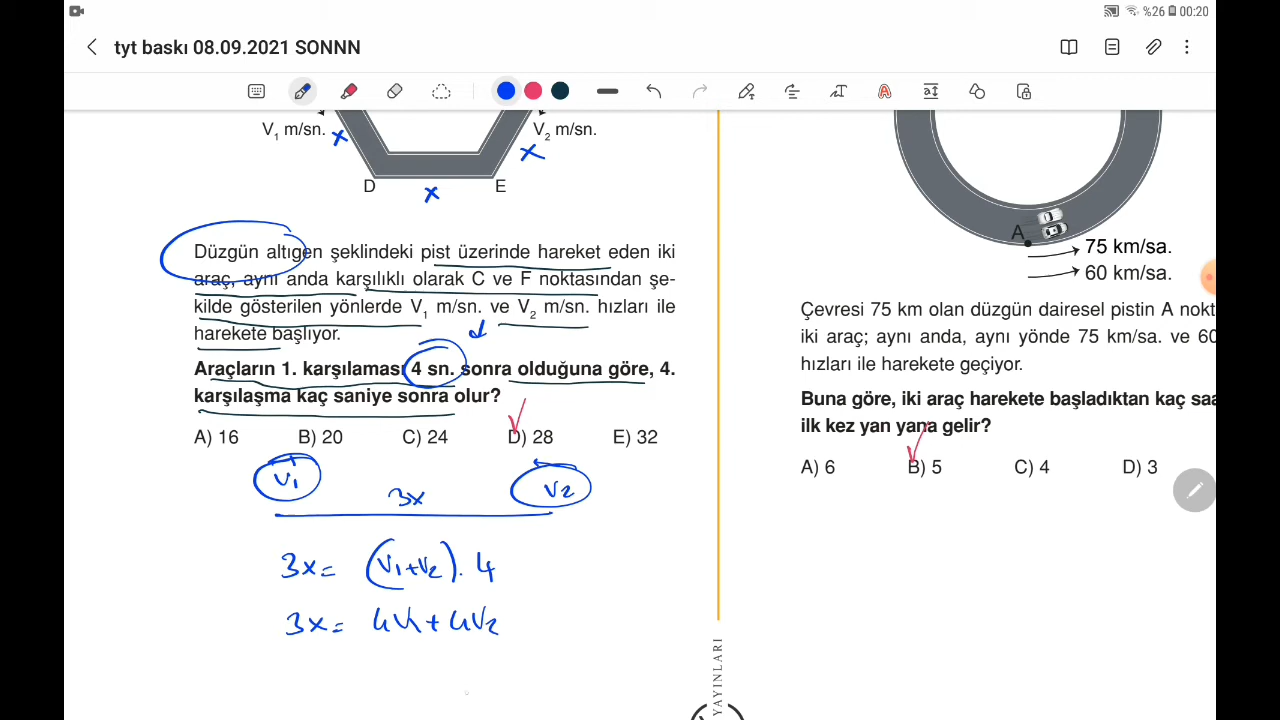 %26 00:20
tyt baskı 08.09.2021 SONNN
V1 m/sn. x
V2 m/sn. x
D E
x
Düzgün altıgen şeklindeki pist üzerinde hareket eden iki
araç, aynı anda karşılıklı olarak C ve F noktasından şe-
kilde gösterilen yönlerde V1 m/sn. ve V2 m/sn. hızları ile
harekete başlıyor.
Araçların 1. karşılaması 4 sn. sonra olduğuna göre, 4.
karşılaşma kaç saniye sonra olur?
A) 16 B) 20 C) 24 D) 28 E) 32
V1 3x V2
3x = (V1+V2). 4
3x = 4V1 + 4V2
A
75 km/sa.
60 km/sa.
Çevresi 75 km olan düzgün dairesel pistin A nokt
iki araç; aynı anda, aynı yönde 75 km/sa. ve 60
hızları ile harekete geçiyor.
Buna göre, iki araç harekete başladıktan kaç saa
ilk kez yan yana gelir?
A) 6 B) 5 C) 4 D) 3
YAYINLARI